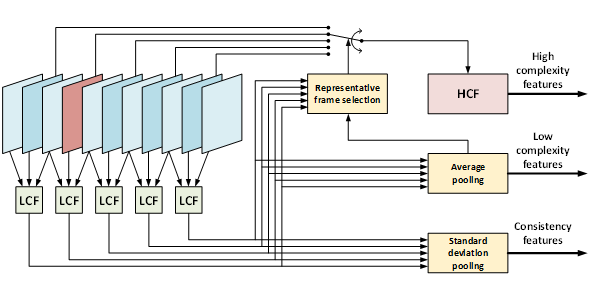 High
complexity
features
Representative
frame selection
HCF
Low
complexity
features
Average
pooling
LCF LCF LCF LCF LCF
Consistency
features
Standard
deviation
pooling